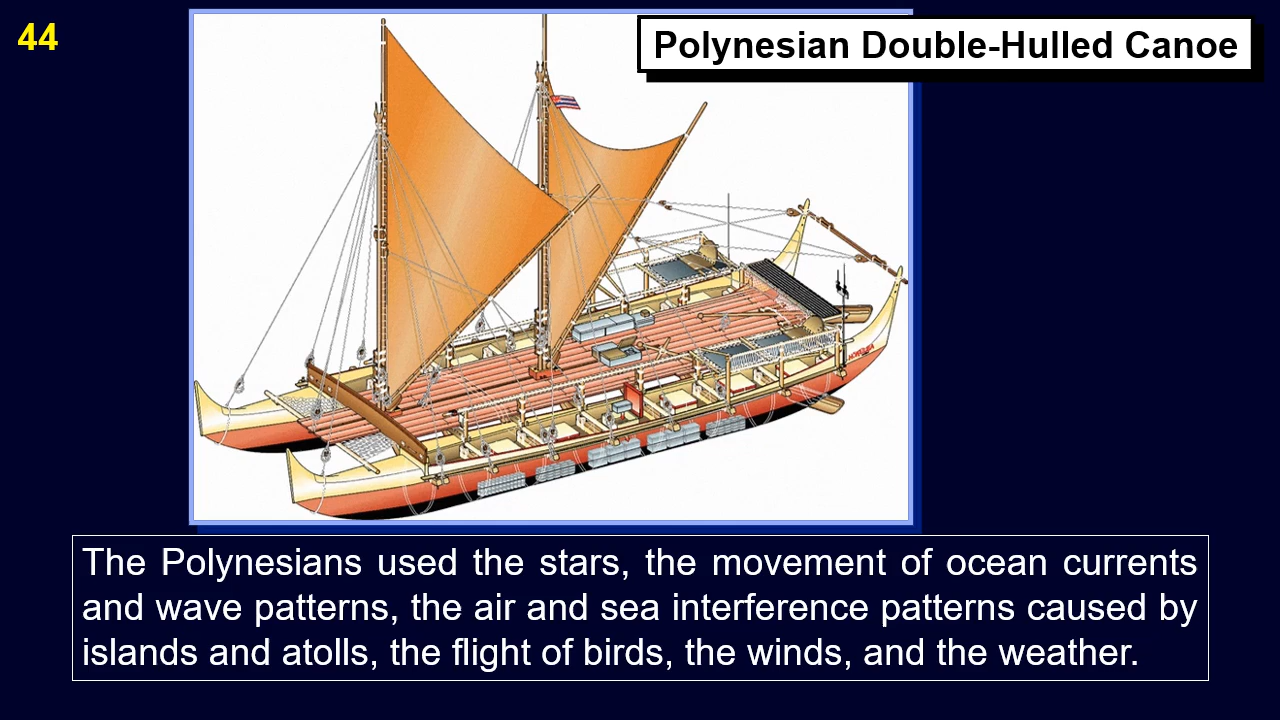 44
Polynesian Double-Hulled Canoe
The Polynesians used the stars, the movement of ocean currents
and wave patterns, the air and sea interference patterns caused by
islands and atolls, the flight of birds, the winds, and the weather.